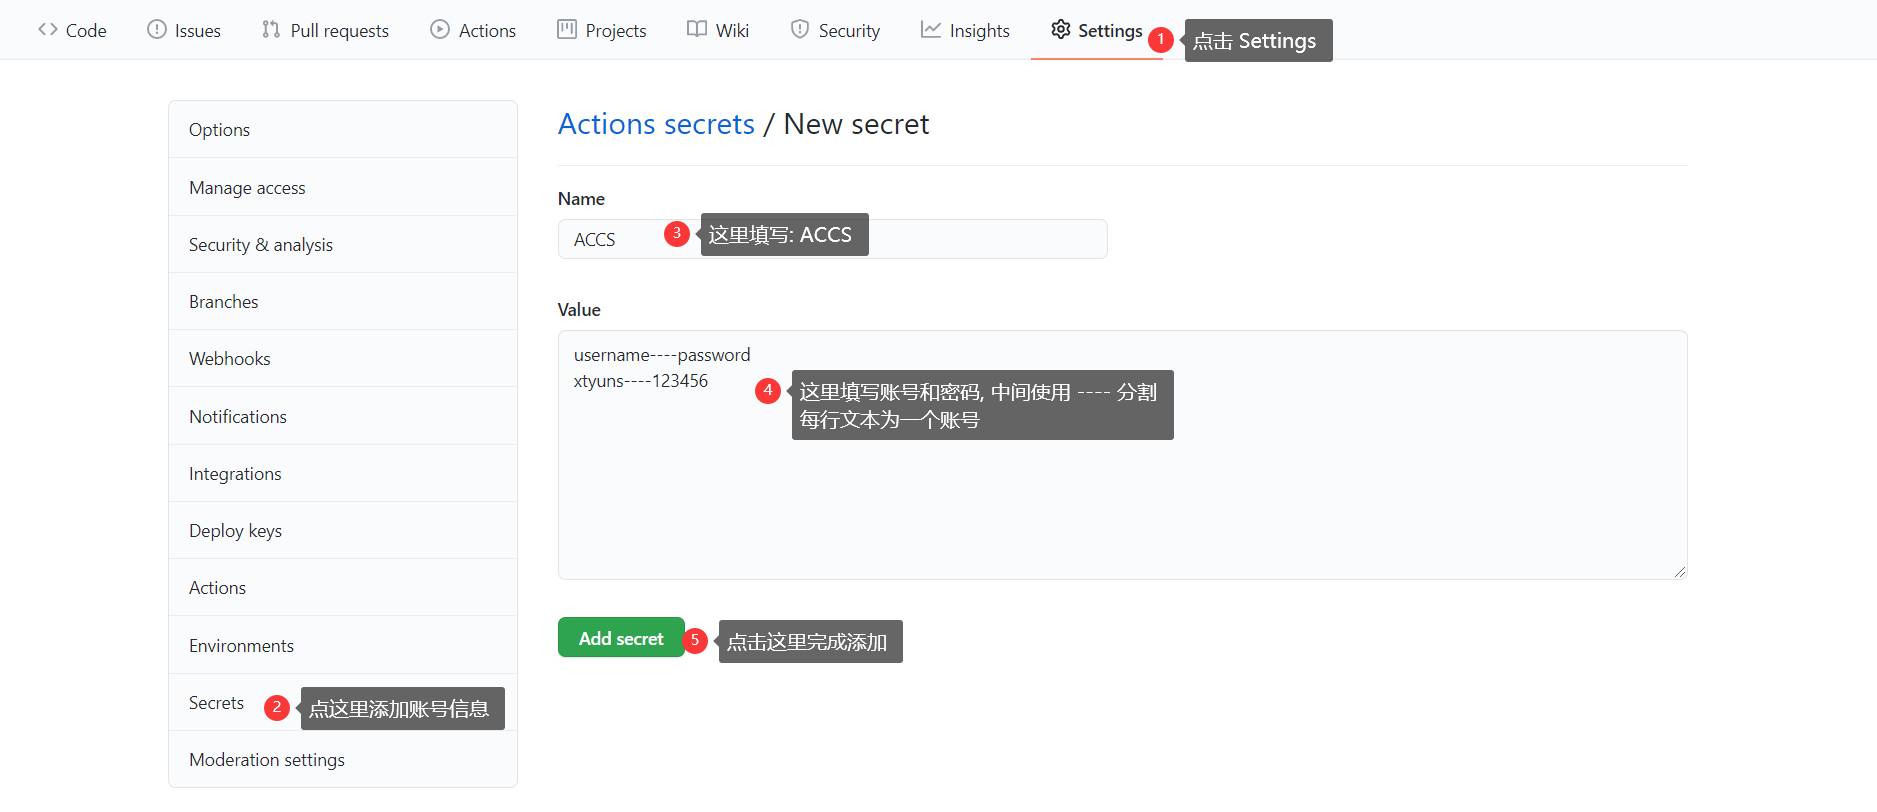 Code Issues Pull requests Actions Projects Wiki Security Insights Settings 1 点击 Settings
Options
Manage access
Security & analysis
Branches
Webhooks
Notifications
Integrations
Deploy keys
Actions
Environments
Secrets 2 点这里添加账号信息
Moderation settings
Actions secrets / New secret
Name
ACCS 3 这里填写: ACCS
Value
username----password
xtyuns----123456
4 这里填写账号和密码, 中间使用 ---- 分割
每行文本为一个账号
Add secret 5 点击这里完成添加